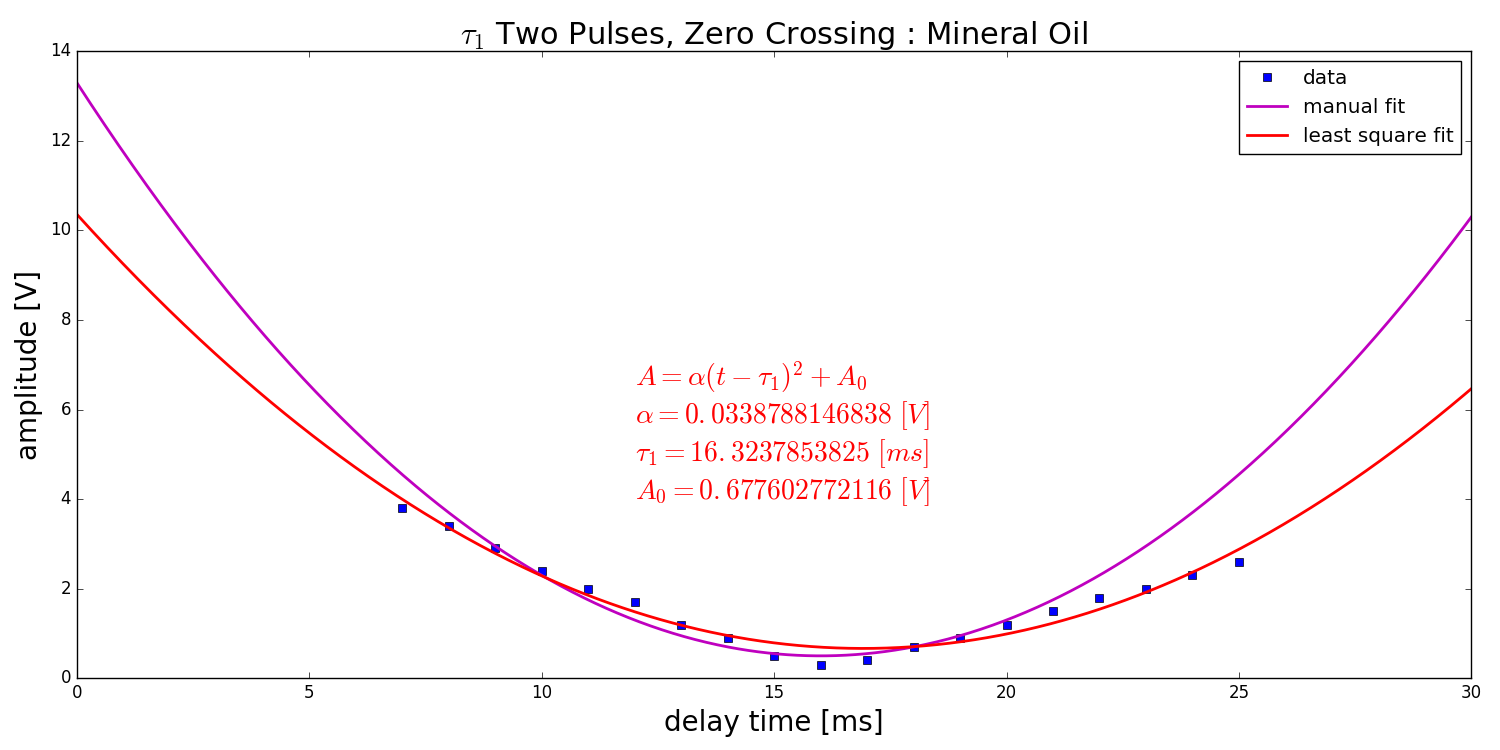 τ₁ Two Pulses, Zero Crossing : Mineral Oil
data
manual fit
least square fit
14
12
10
8
6
4
2
0
amplitude [V]
A = α(t − τ₁)² + A₀
α = 0.0338788146838 [V]
τ₁ = 16.3237853825 [ms]
A₀ = 0.677602772116 [V]
0 5 10 15 20 25 30
delay time [ms]